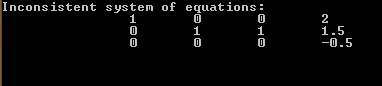 Inconsistent system of equations:
1 0 0 2
0 1 1 1.5
0 0 0 -0.5